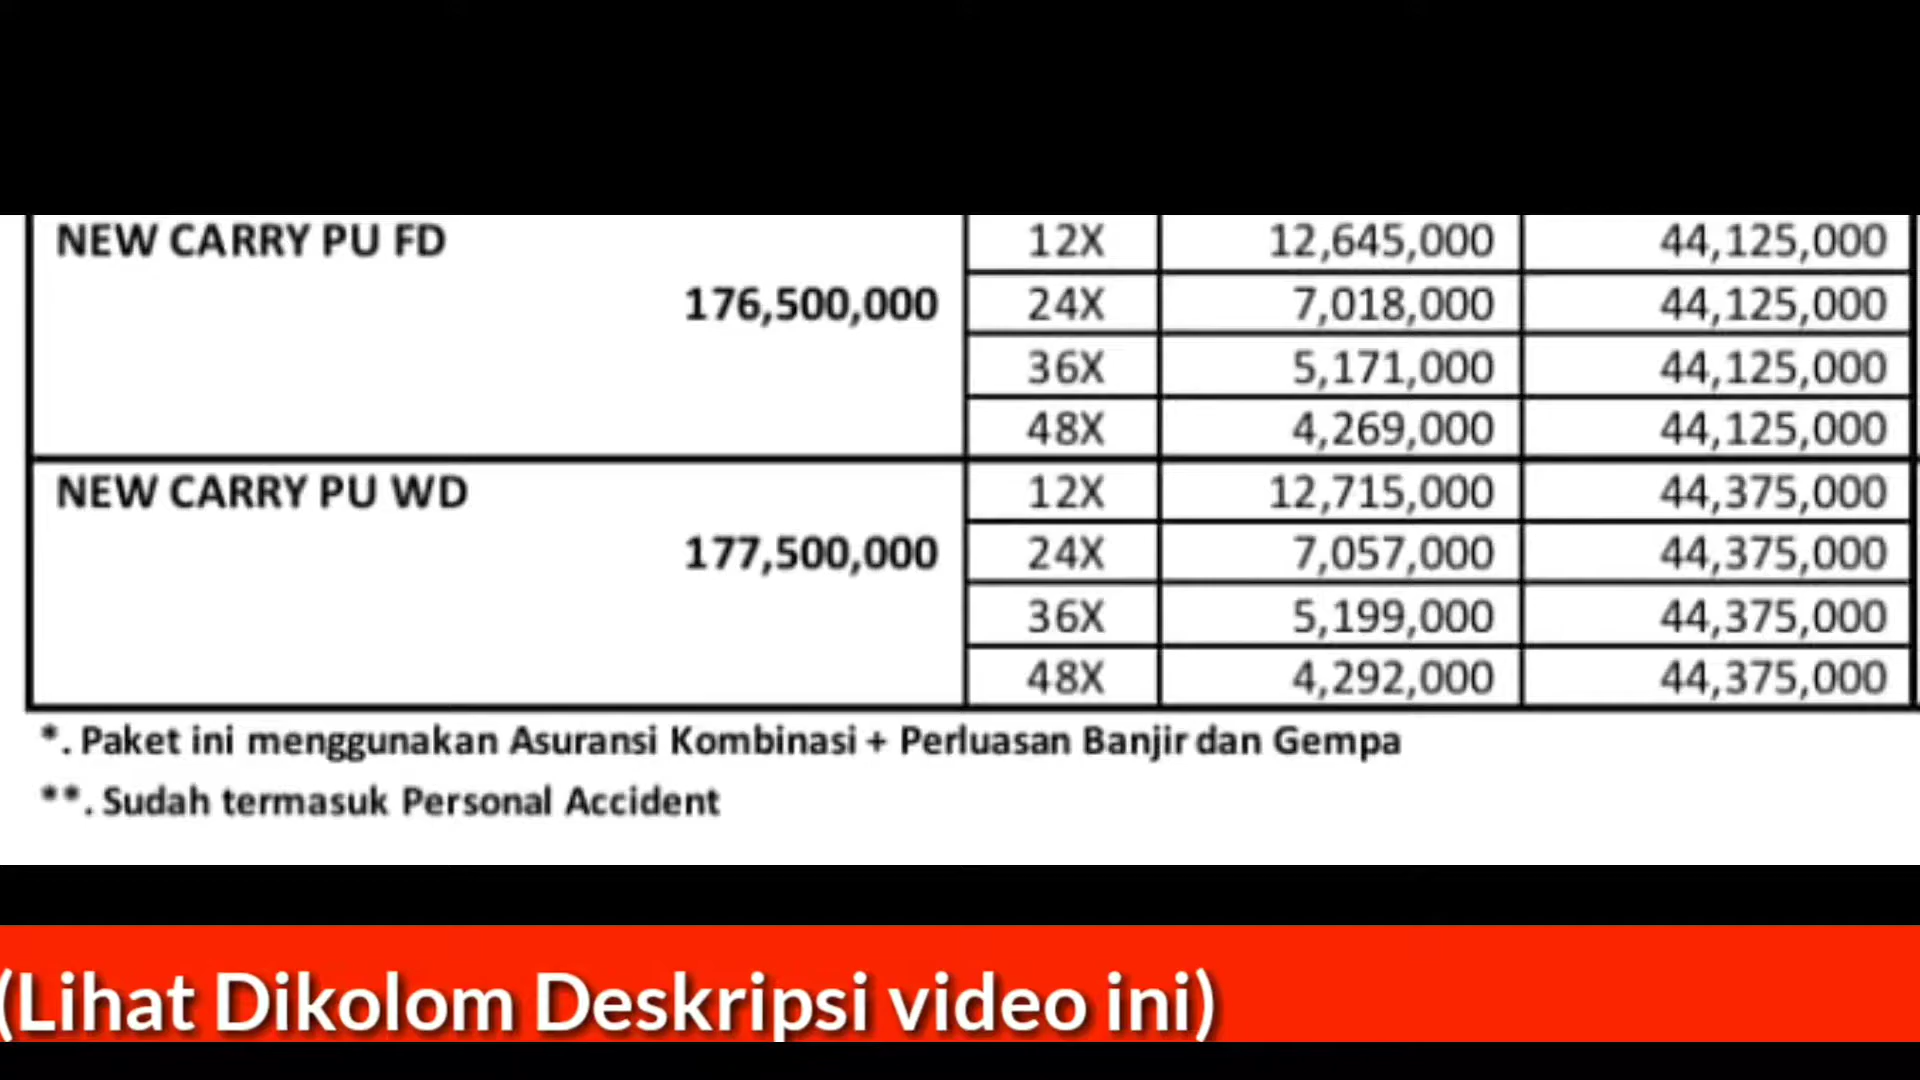 NEW CARRY PU FD 12X 12,645,000 44,125,000
176,500,000 24X 7,018,000 44,125,000
36X 5,171,000 44,125,000
48X 4,269,000 44,125,000
NEW CARRY PU WD 12X 12,715,000 44,375,000
177,500,000 24X 7,057,000 44,375,000
36X 5,199,000 44,375,000
48X 4,292,000 44,375,000
*. Paket ini menggunakan Asuransi Kombinasi + Perluasan Banjir dan Gempa
**. Sudah termasuk Personal Accident
(Lihat Dikolom Deskripsi video ini)